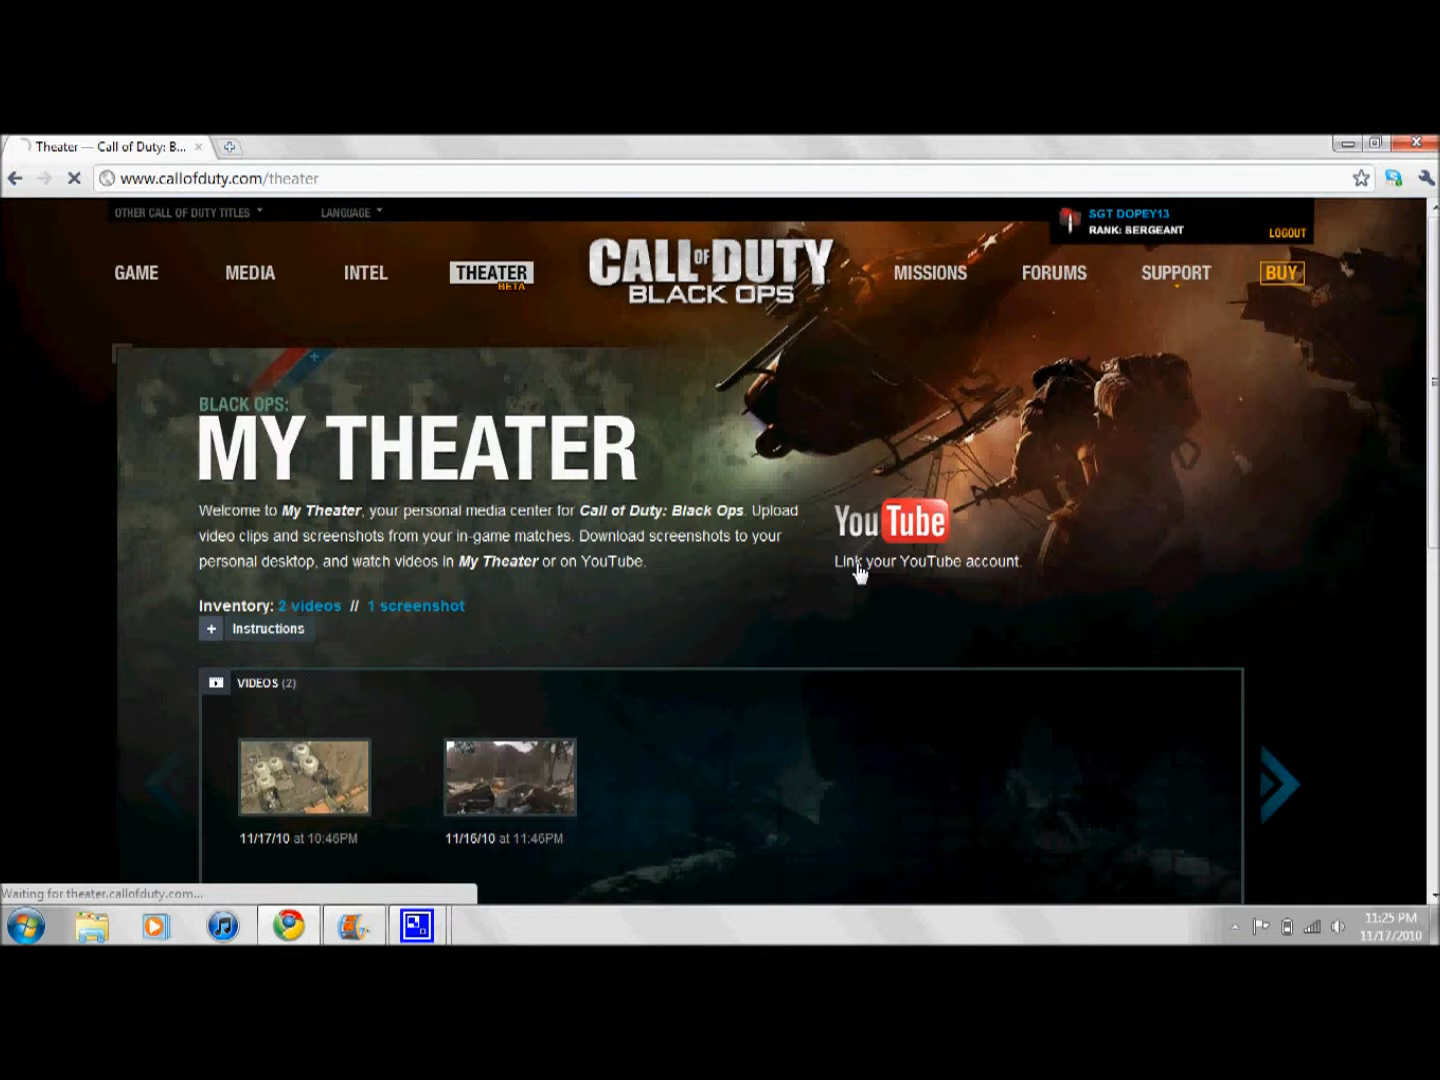 Theater — Call of Duty: B...
www.callofduty.com/theater
OTHER CALL OF DUTY TITLES
LANGUAGE
SGT DOPEY13
RANK: SERGEANT
LOGOUT
GAME
MEDIA
INTEL
THEATER
BETA
CALL OF DUTY
BLACK OPS
MISSIONS
FORUMS
SUPPORT
BUY
BLACK OPS:
MY THEATER
Welcome to My Theater, your personal media center for Call of Duty: Black Ops. Upload
video clips and screenshots from your in-game matches. Download screenshots to your
personal desktop, and watch videos in My Theater or on YouTube.
YouTube
Link your YouTube account.
Inventory: 2 videos // 1 screenshot
+ Instructions
VIDEOS (2)
11/17/10 at 10:46PM
11/16/10 at 11:46PM
Waiting for theater.callofduty.com...
11:25 PM
11/17/2010